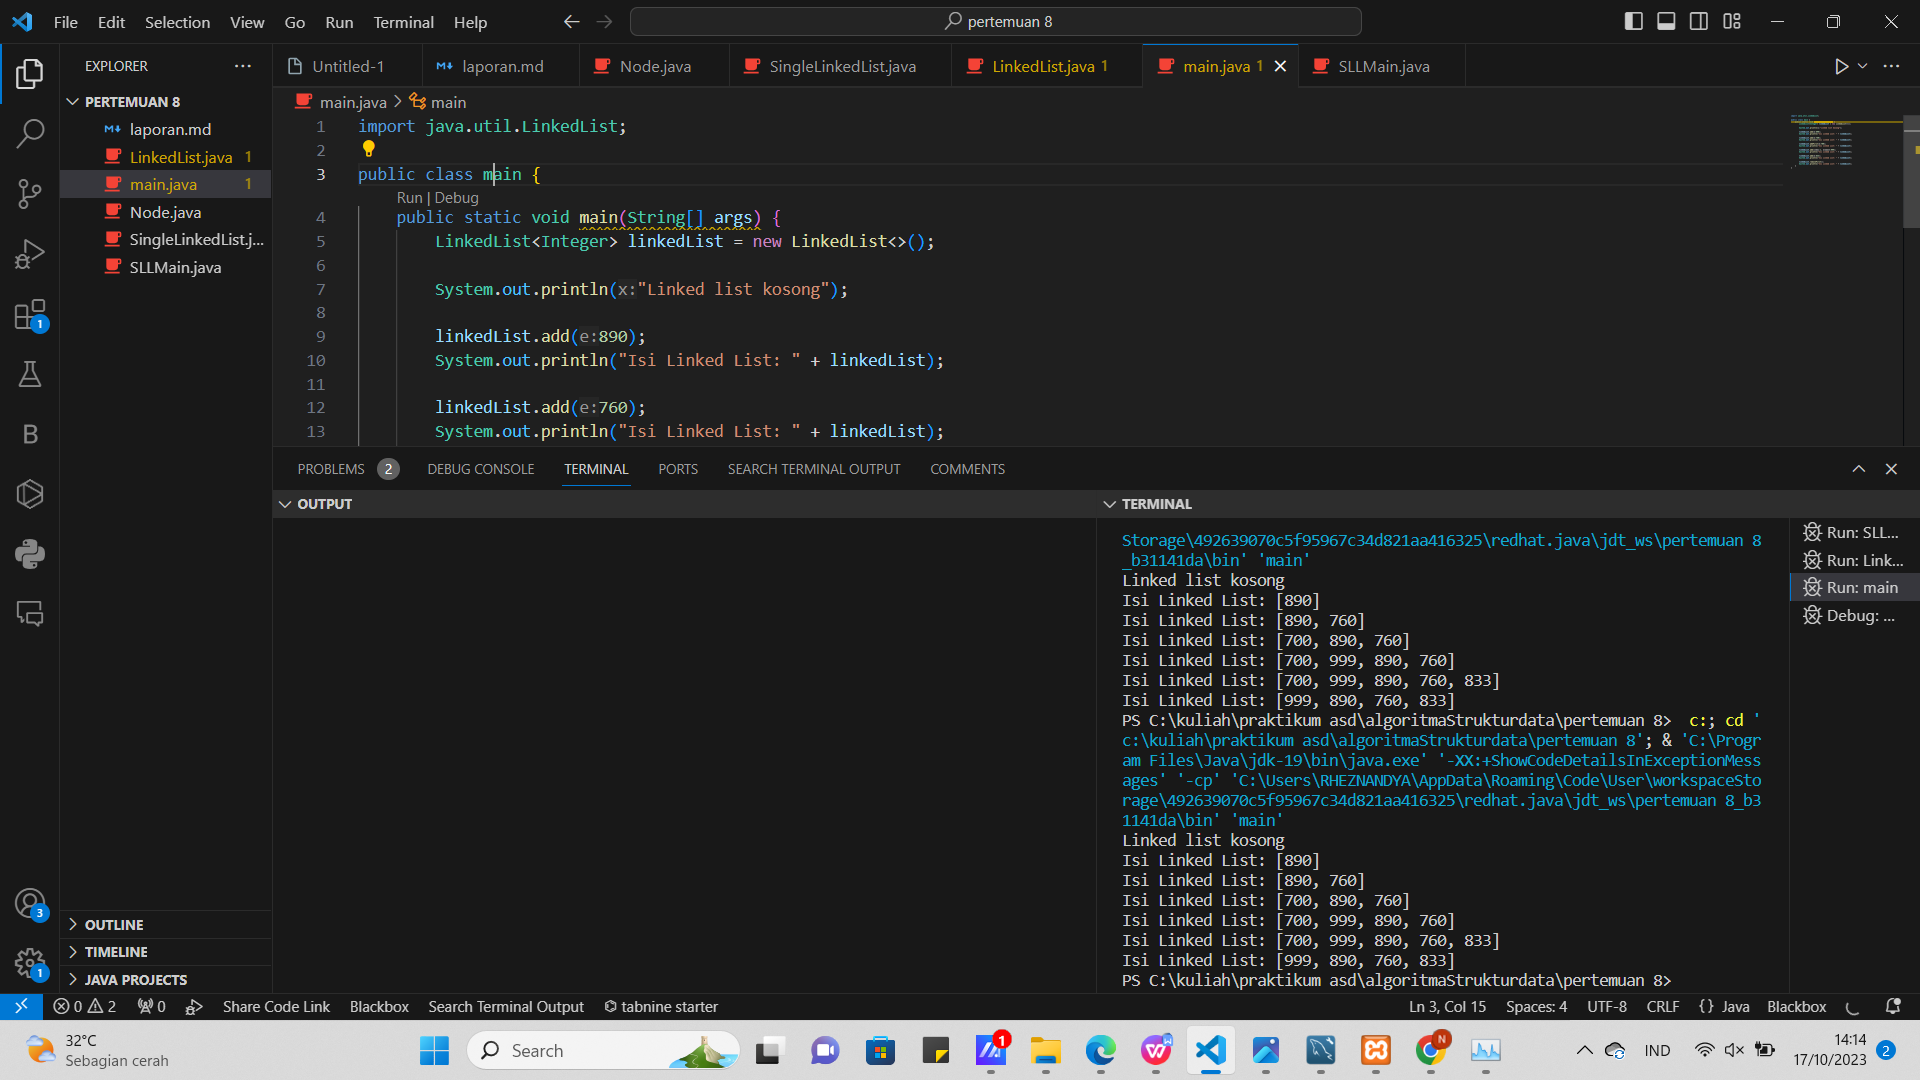 File Edit Selection View Go Run Terminal Help
pertemuan 8
EXPLORER
PERTEMUAN 8
laporan.md
LinkedList.java 1
main.java 1
Node.java
SingleLinkedList.j...
SLLMain.java
OUTLINE
TIMELINE
JAVA PROJECTS
1
3
1
Untitled-1 laporan.md Node.java SingleLinkedList.java LinkedList.java 1 main.java 1 SLLMain.java
main.java > main
1 import java.util.LinkedList;
2
3 public class main {
Run | Debug
4 public static void main(String[] args) {
5 LinkedList<Integer> linkedList = new LinkedList<>();
6
7 System.out.println(x:"Linked list kosong");
8
9 linkedList.add(e:890);
10 System.out.println("Isi Linked List: " + linkedList);
11
12 linkedList.add(e:760);
13 System.out.println("Isi Linked List: " + linkedList);
PROBLEMS 2 DEBUG CONSOLE TERMINAL PORTS SEARCH TERMINAL OUTPUT COMMENTS
OUTPUT
TERMINAL
Storage\492639070c5f95967c34d821aa416325\redhat.java\jdt_ws\pertemuan 8
_b31141da\bin' 'main'
Linked list kosong
Isi Linked List: [890]
Isi Linked List: [890, 760]
Isi Linked List: [700, 890, 760]
Isi Linked List: [700, 999, 890, 760]
Isi Linked List: [700, 999, 890, 760, 833]
Isi Linked List: [999, 890, 760, 833]
PS C:\kuliah\praktikum asd\algoritmaStrukturdata\pertemuan 8> c:; cd '
c:\kuliah\praktikum asd\algoritmaStrukturdata\pertemuan 8'; & 'C:\Progr
am Files\Java\jdk-19\bin\java.exe' '-XX:+ShowCodeDetailsInExceptionMess
ages' '-cp' 'C:\Users\RHEZNANDYA\AppData\Roaming\Code\User\workspaceSto
rage\492639070c5f95967c34d821aa416325\redhat.java\jdt_ws\pertemuan 8_b3
1141da\bin' 'main'
Linked list kosong
Isi Linked List: [890]
Isi Linked List: [890, 760]
Isi Linked List: [700, 890, 760]
Isi Linked List: [700, 999, 890, 760]
Isi Linked List: [700, 999, 890, 760, 833]
Isi Linked List: [999, 890, 760, 833]
PS C:\kuliah\praktikum asd\algoritmaStrukturdata\pertemuan 8>
Run: SLL...
Run: Link...
Run: main
Debug: ...
0 2 0 Share Code Link Blackbox Search Terminal Output tabnine starter Ln 3, Col 15 Spaces: 4 UTF-8 CRLF {} Java Blackbox
32°C
Sebagian cerah
Search
1
N
IND
14:14
17/10/2023
2